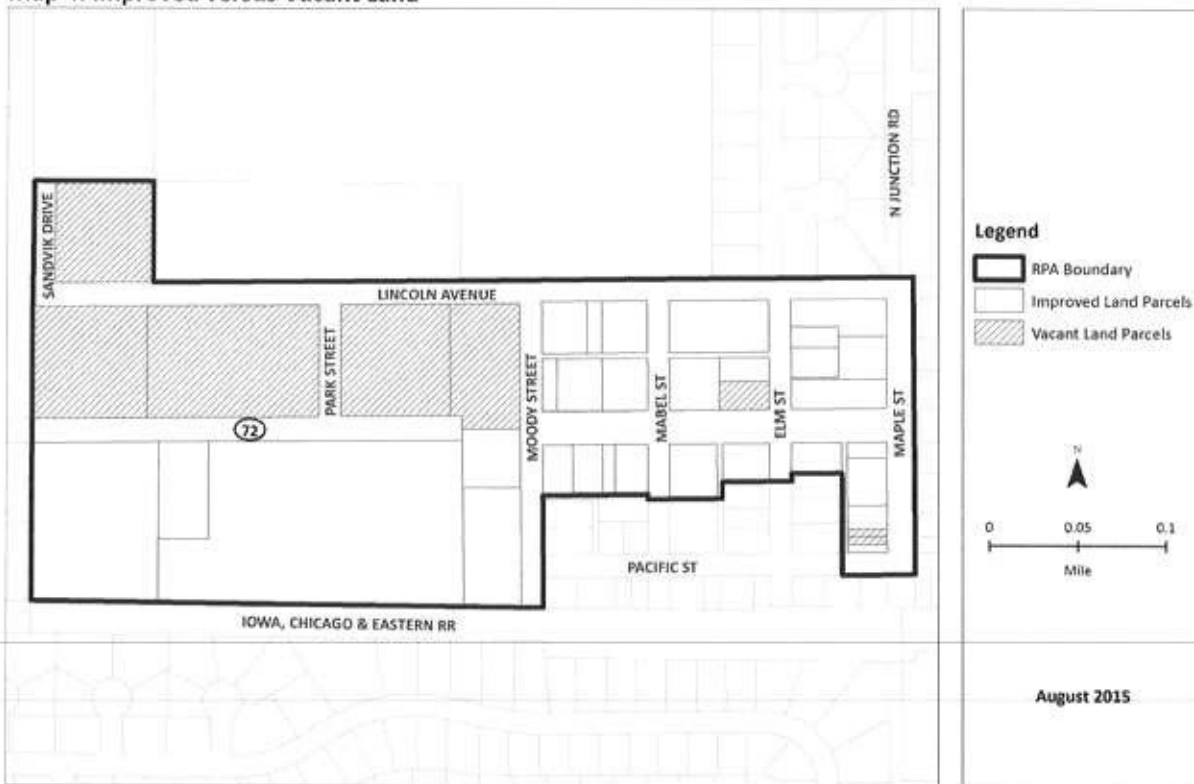 N JUNCTION RD
SANDVIK DRIVE
LINCOLN AVENUE
PARK STREET
MOODY STREET
MABEL ST
ELM ST
MAPLE ST
72
PACIFIC ST
IOWA, CHICAGO & EASTERN RR
Legend
RPA Boundary
Improved Land Parcels
Vacant Land Parcels
N
0 0.05 0.1
Mile
August 2015